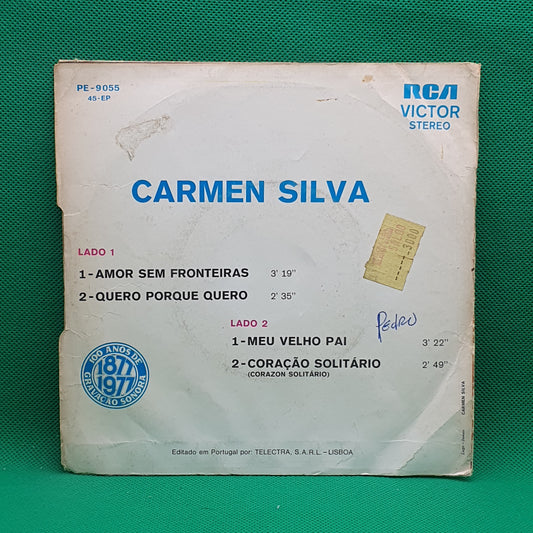 PE-9055
45-EP
RCA
VICTOR
STEREO
CARMEN SILVA
LADO 1
1-AMOR SEM FRONTEIRAS 3' 19"
2-QUERO PORQUE QUERO 2' 35"
LADO 2
1-MEU VELHO PAI 3' 22"
2-CORAÇÃO SOLITÁRIO 2' 49"
(CORAZON SOLITÁRIO)
Pedro
100 ANOS DE
1877
1977
GRAVAÇÃO SONORA
Editado em Portugal por: TELECTRA, S.A.R.L.-LISBOA
CARMEN SILVA